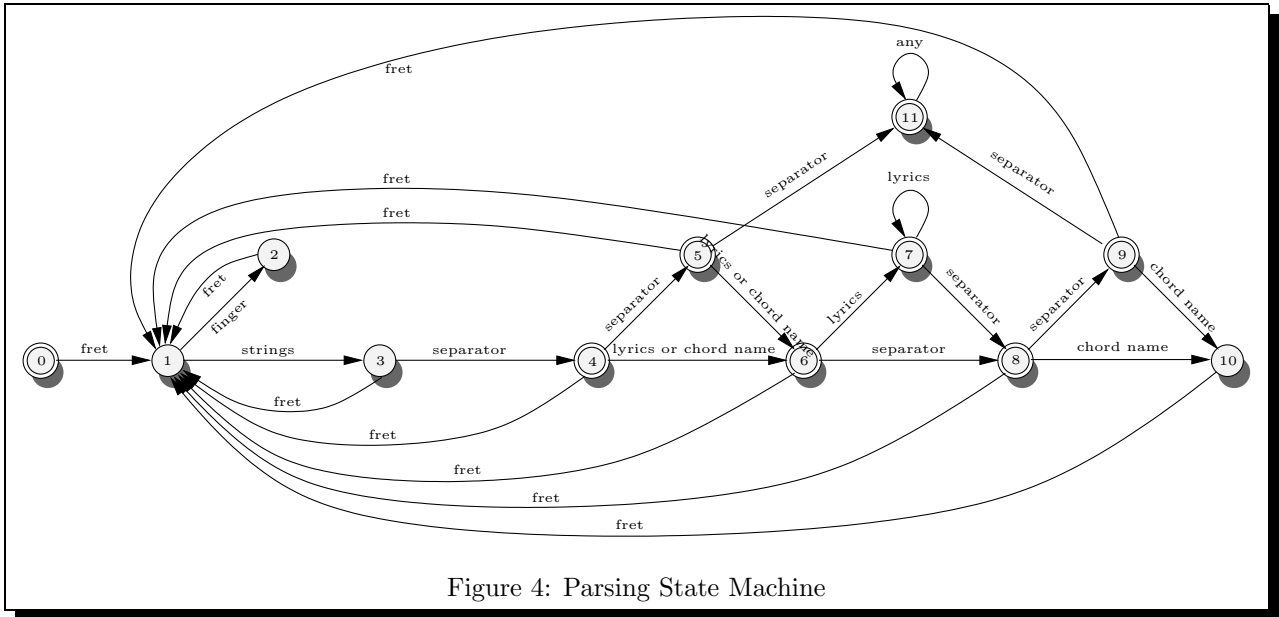 any
fret
11
separator
separator
lyrics
fret
fret
2
5
7
9
fret
finger
separator
lyrics or chord name
lyrics
separator
separator
chord name
0
fret
1
strings
3
separator
4
lyrics or chord name
6
separator
8
chord name
10
fret
fret
fret
fret
fret
Figure 4: Parsing State Machine